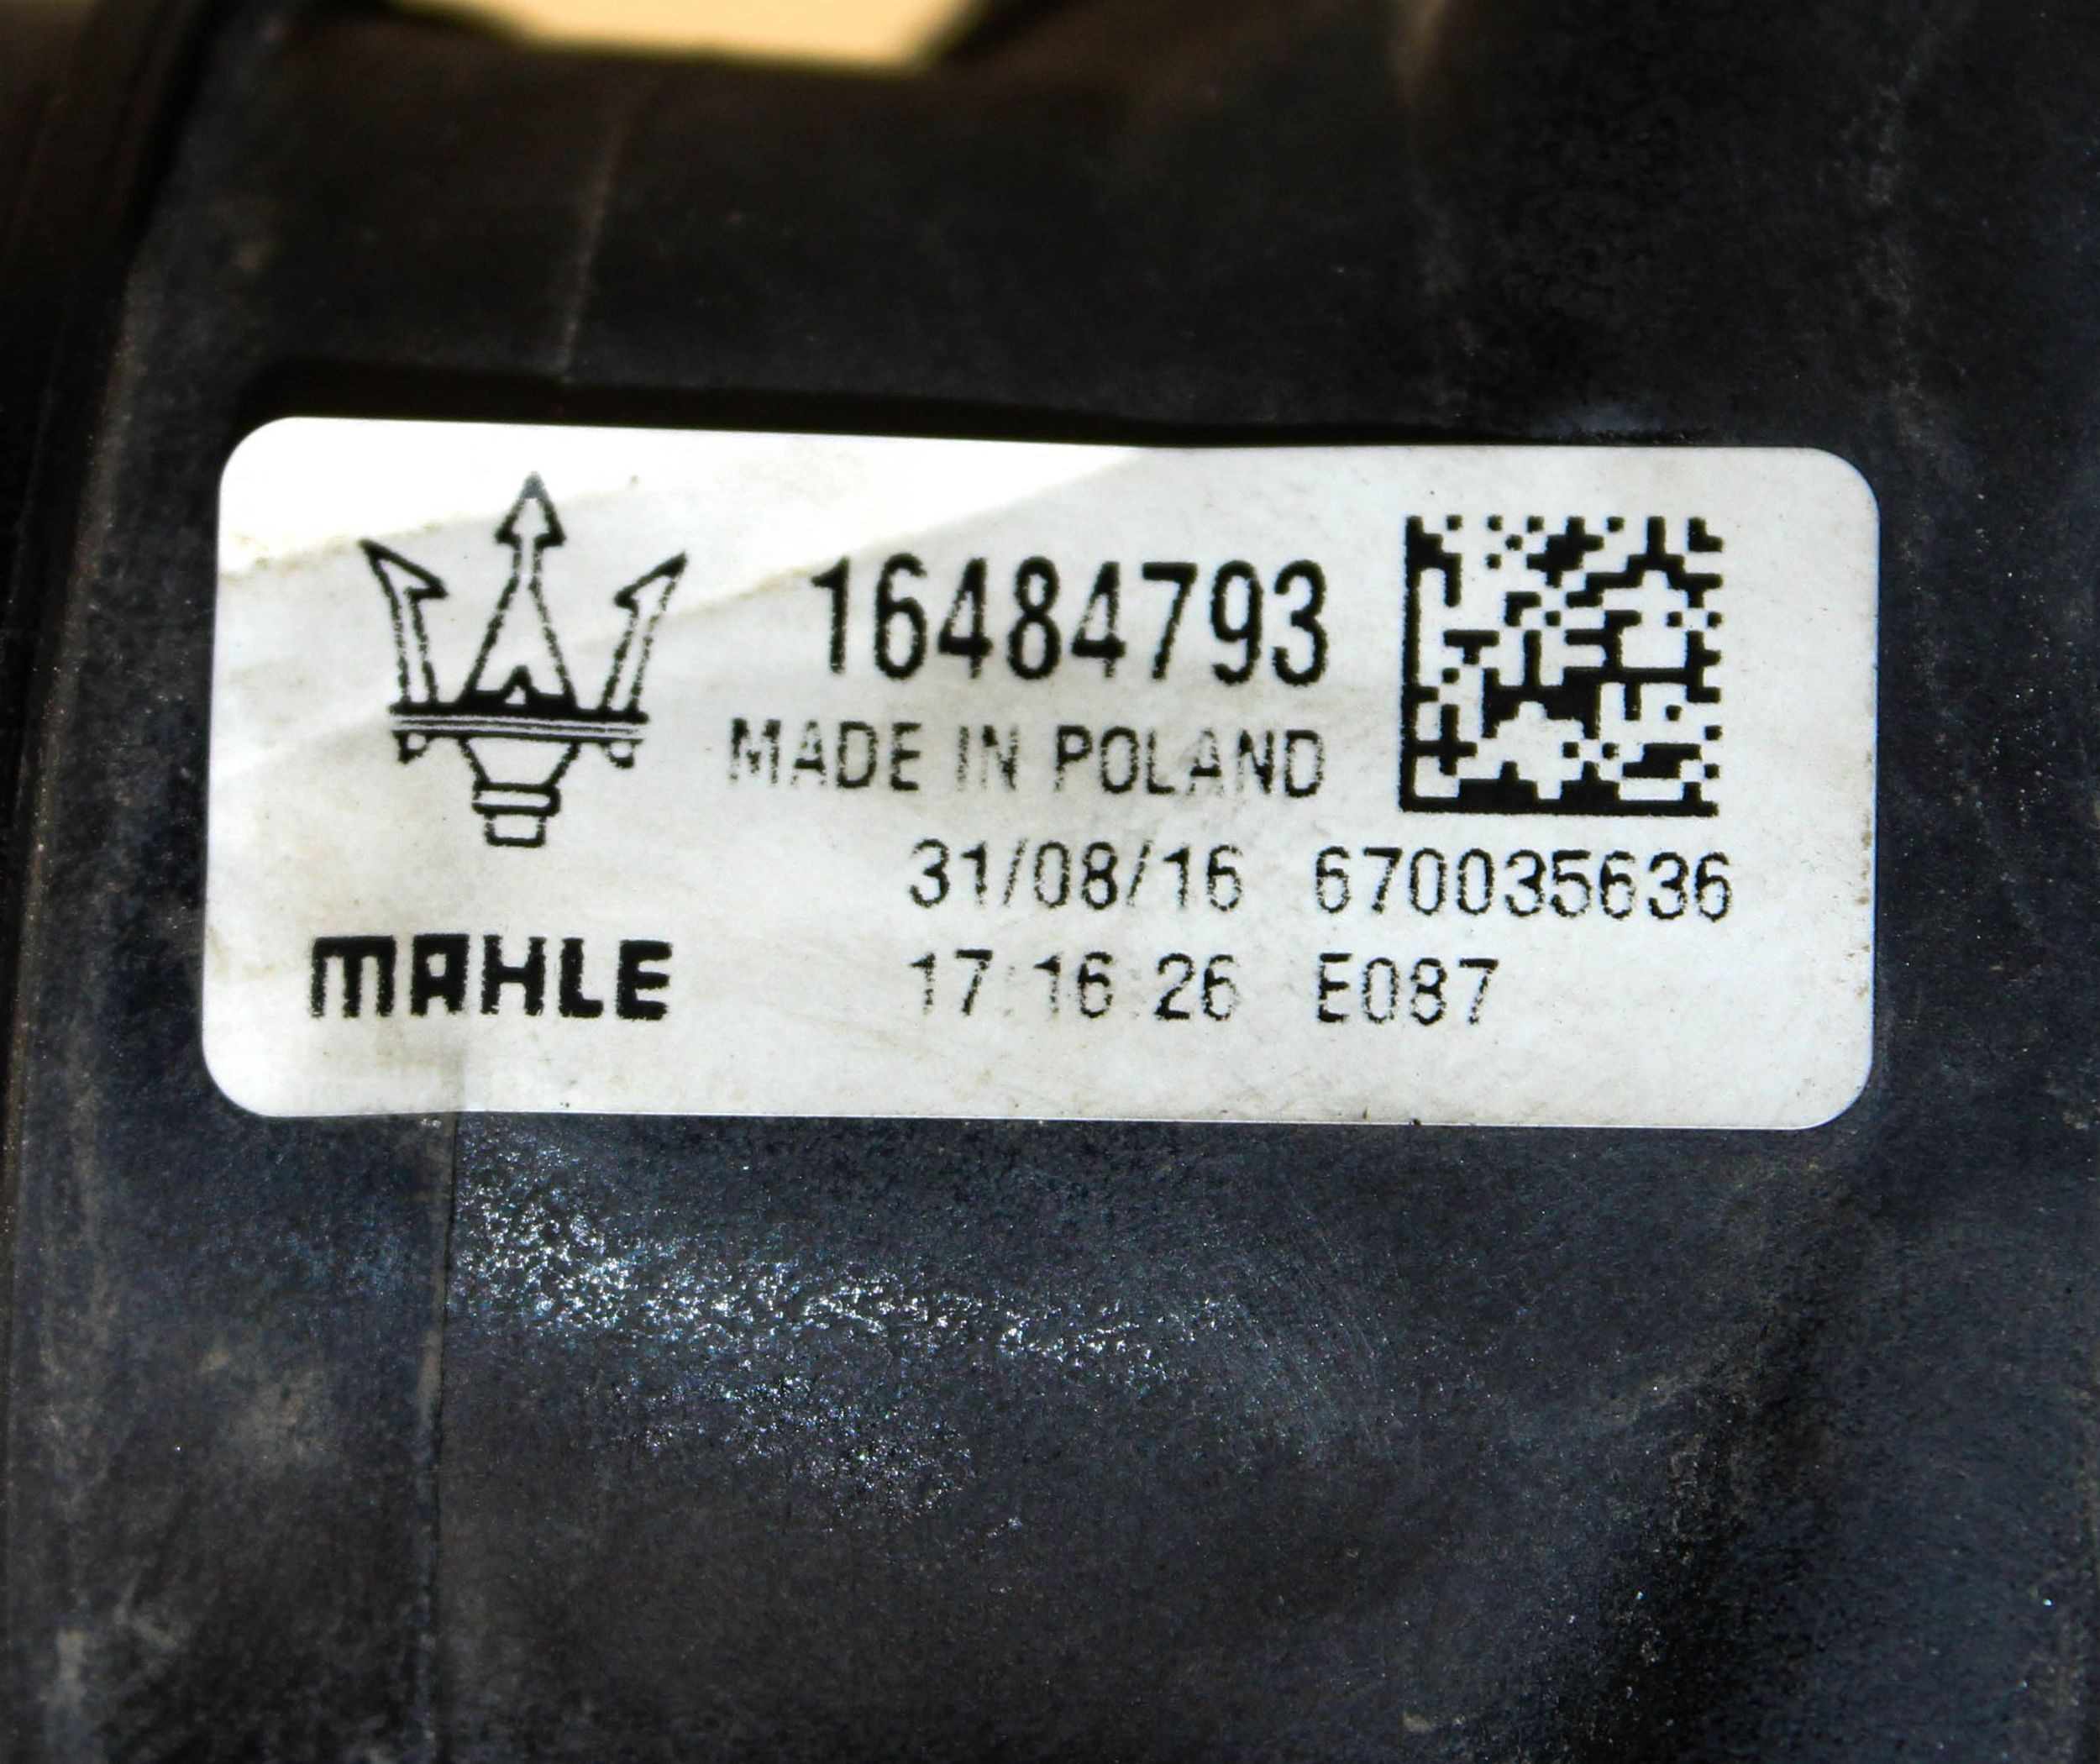 16484793
MADE IN POLAND
31/08/16 670035636
MAHLE 17:16:26 E087